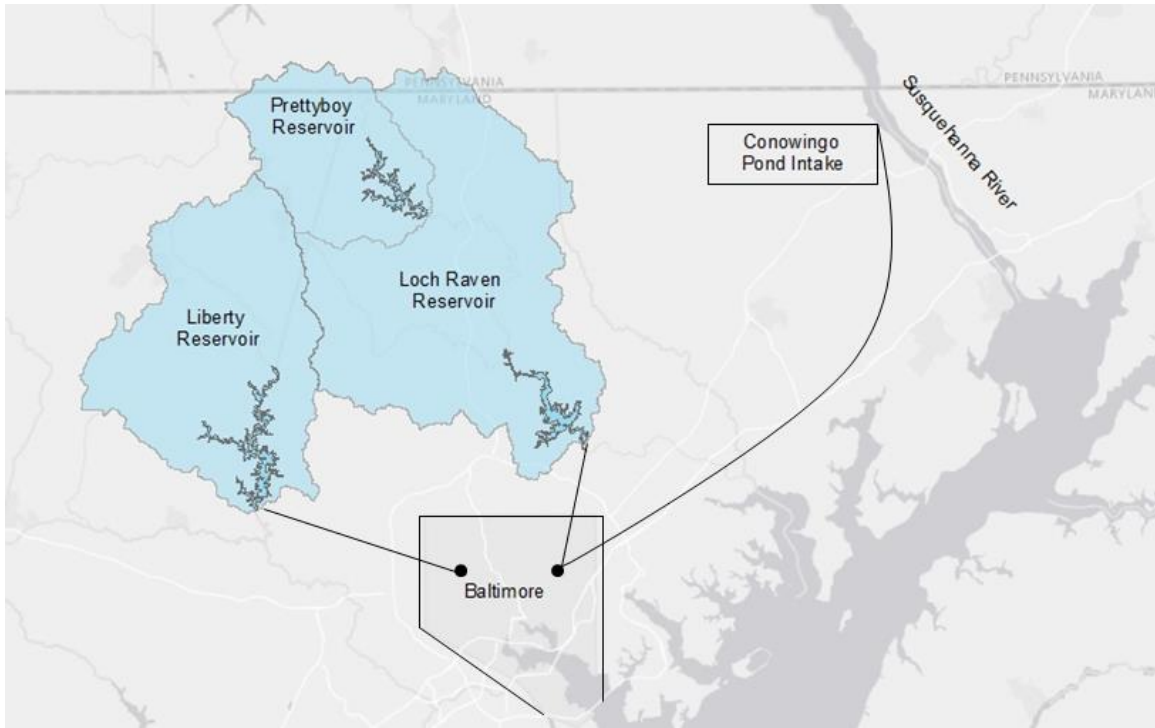 PENNSYLVANIA
MARYLAND
Prettyboy
Reservoir
Conowingo
Pond Intake
Susquehanna River
PENNSYLVANIA
MARYLAND
Loch Raven
Reservoir
Liberty
Reservoir
Baltimore